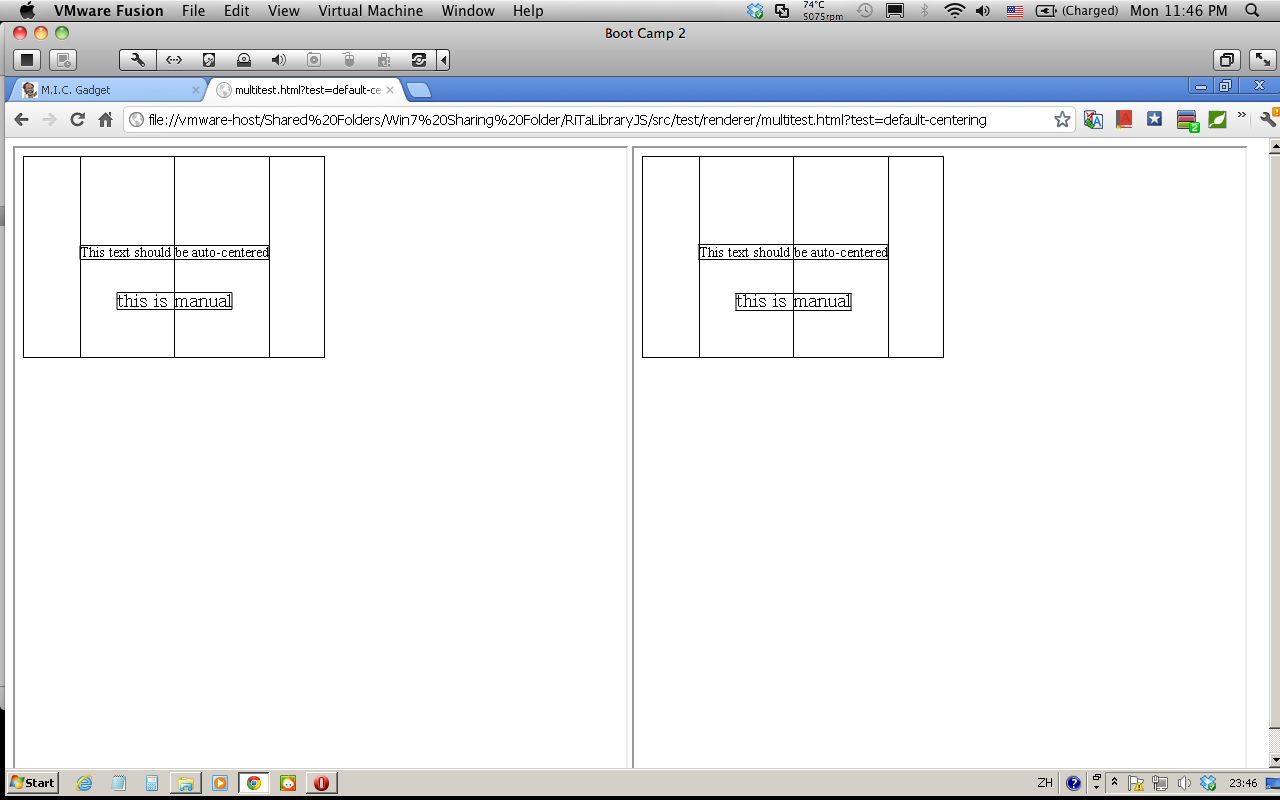 VMware Fusion File Edit View Virtual Machine Window Help 74°C 5075rpm (Charged) Mon 11:46 PM
Boot Camp 2
M.I.C. Gadget multitest.html?test=default-ce
file://vmware-host/Shared%20Folders/Win7%20Sharing%20Folder/RiTaLibraryJS/src/test/renderer/multitest.html?test=default-centering
2
This text should be auto-centered This text should be auto-centered
this is manual this is manual
Start ZH 23:46